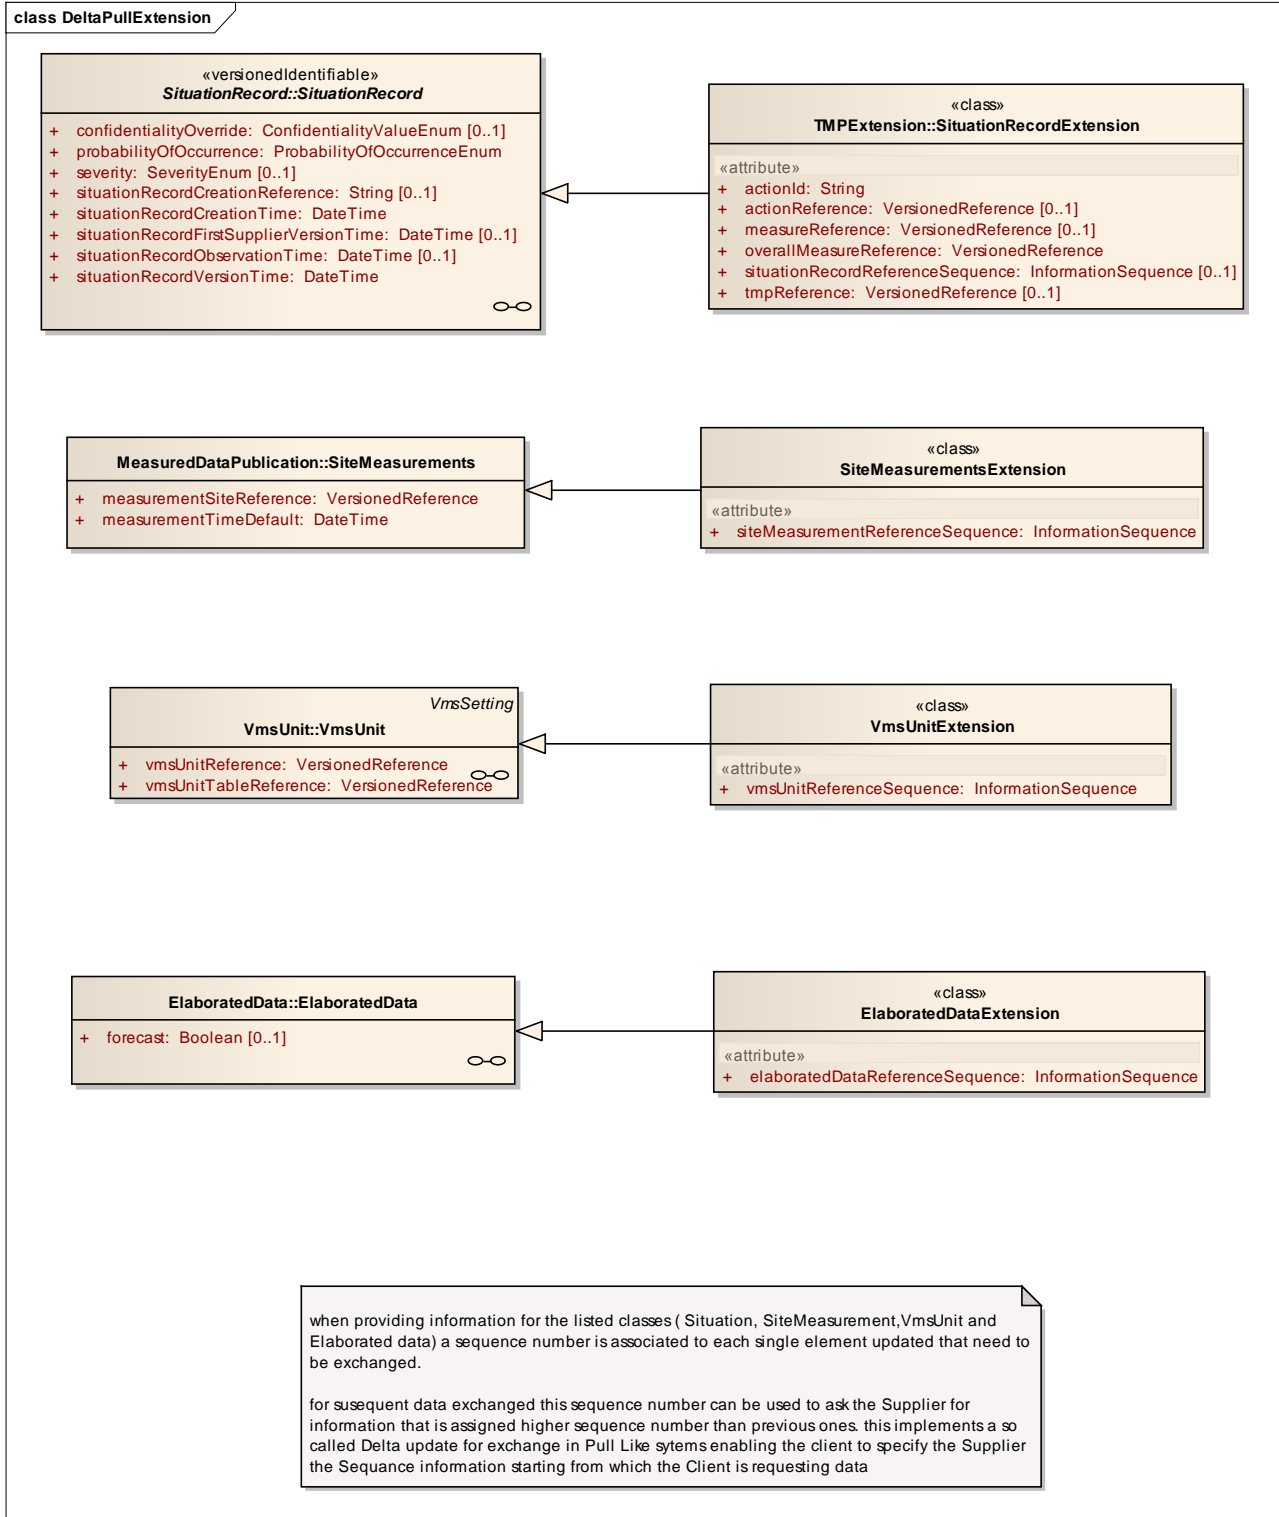 class DeltaPullExtension
«versionedIdentifiable»
SituationRecord::SituationRecord
+ confidentialityOverride: ConfidentialityValueEnum [0..1]
+ probabilityOfOccurrence: ProbabilityOfOccurrenceEnum
+ severity: SeverityEnum [0..1]
+ situationRecordCreationReference: String [0..1]
+ situationRecordCreationTime: DateTime
+ situationRecordFirstSupplierVersionTime: DateTime [0..1]
+ situationRecordObservationTime: DateTime [0..1]
+ situationRecordVersionTime: DateTime
«class»
TMPExtension::SituationRecordExtension
«attribute»
+ actionId: String
+ actionReference: VersionedReference [0..1]
+ measureReference: VersionedReference [0..1]
+ overallMeasureReference: VersionedReference
+ situationRecordReferenceSequence: InformationSequence [0..1]
+ tmpReference: VersionedReference [0..1]
MeasuredDataPublication::SiteMeasurements
+ measurementSiteReference: VersionedReference
+ measurementTimeDefault: DateTime
«class»
SiteMeasurementsExtension
«attribute»
+ siteMeasurementReferenceSequence: InformationSequence
VmsSetting
VmsUnit::VmsUnit
+ vmsUnitReference: VersionedReference
+ vmsUnitTableReference: VersionedReference
«class»
VmsUnitExtension
«attribute»
+ vmsUnitReferenceSequence: InformationSequence
ElaboratedData::ElaboratedData
+ forecast: Boolean [0..1]
«class»
ElaboratedDataExtension
«attribute»
+ elaboratedDataReferenceSequence: InformationSequence
when providing information for the listed classes ( Situation, SiteMeasurement,VmsUnit and
Elaborated data) a sequence number is associated to each single element updated that need to
be exchanged.
for susequent data exchanged this sequence number can be used to ask the Supplier for
information that is assigned higher sequence number than previous ones. this implements a so
called Delta update for exchange in Pull Like sytems enabling the client to specify the Supplier
the Sequance information starting from which the Client is requesting data